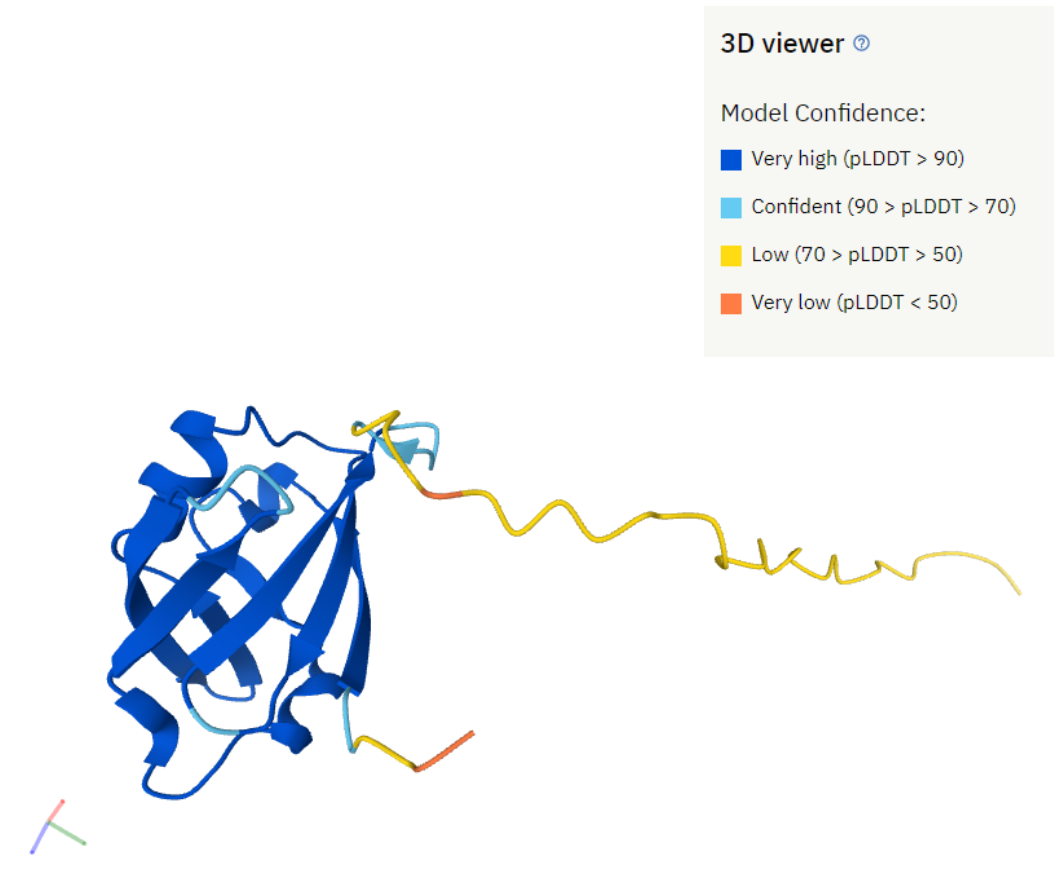 3D viewer ?
Model Confidence:
Very high (pLDDT > 90)
Confident (90 > pLDDT > 70)
Low (70 > pLDDT > 50)
Very low (pLDDT < 50)